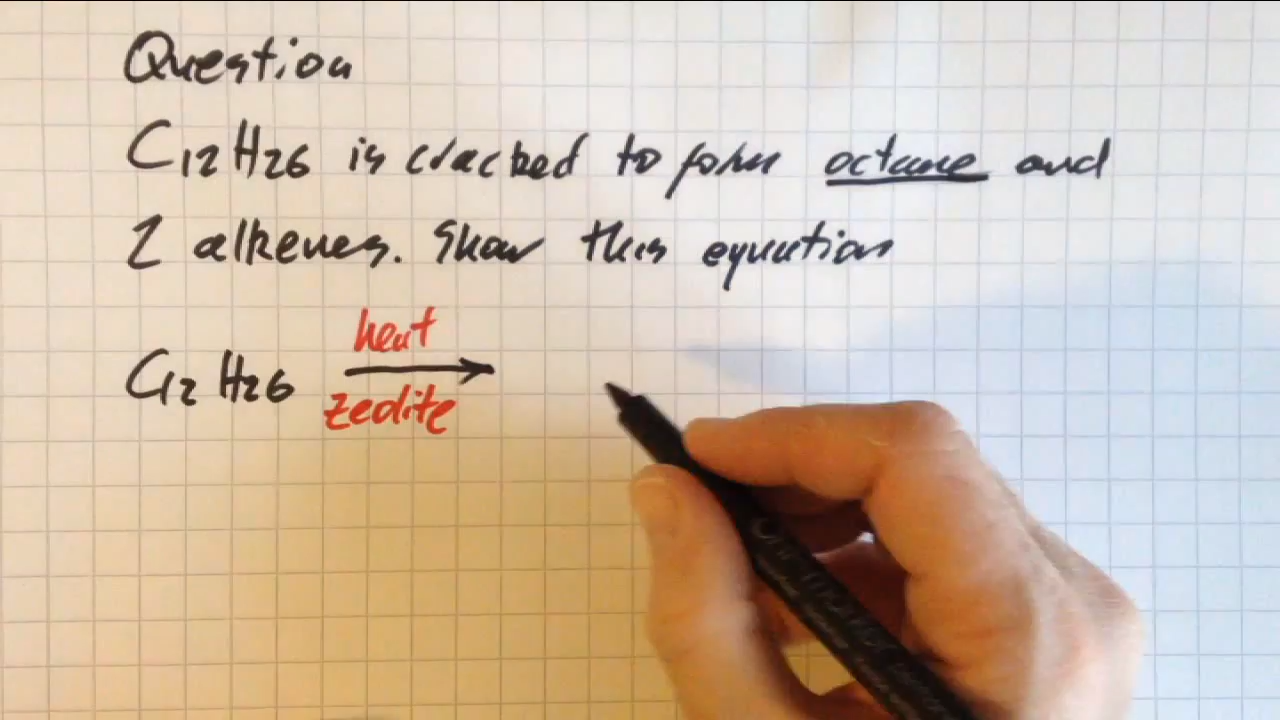 Question
C12H26 is cracked to form octane and
2 alkenes. Show this equation
heat
C12H26
zeolite